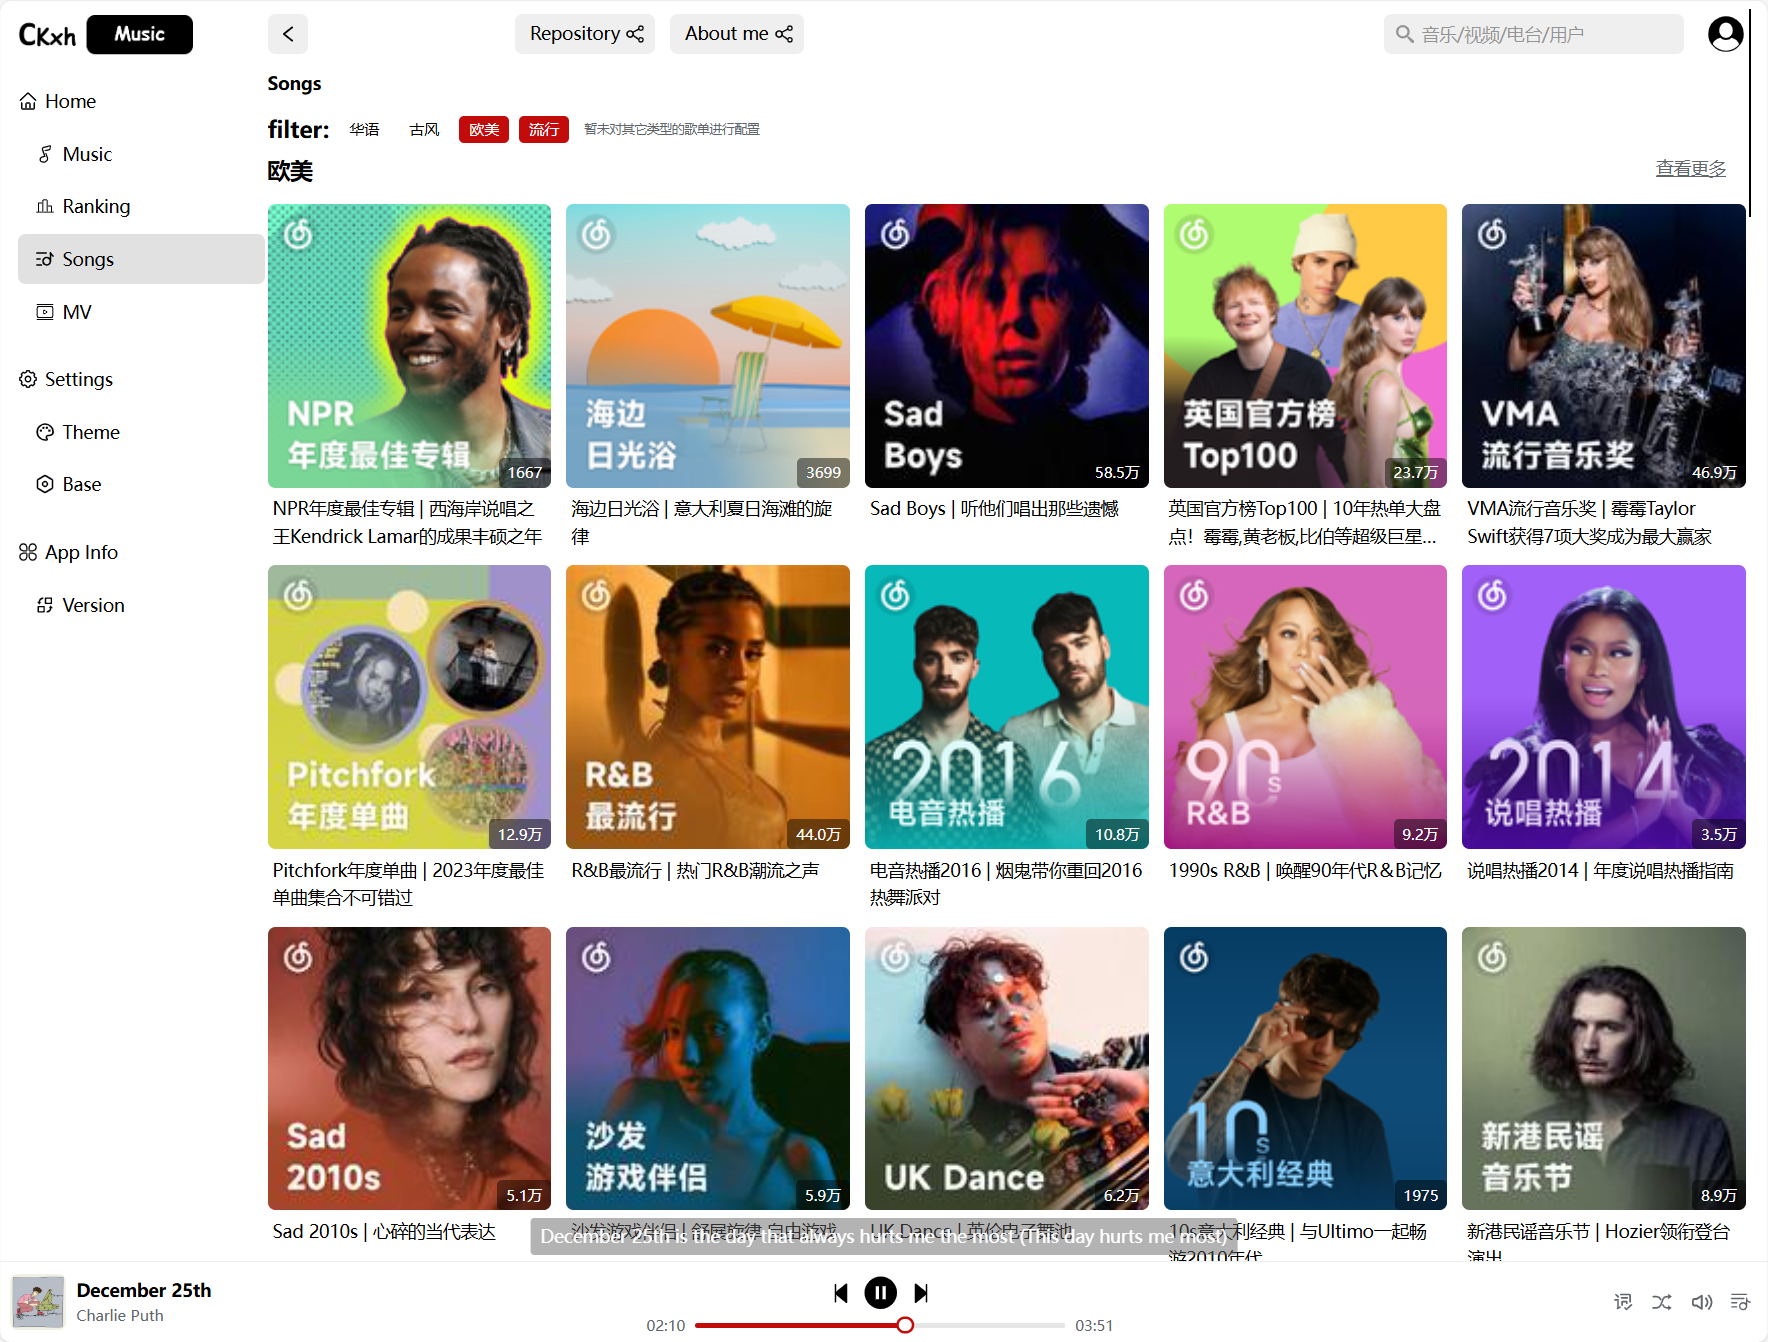 CKxh Music
Repository
About me
音乐/视频/电台/用户
Home
Music
Ranking
Songs
MV
Settings
Theme
Base
App Info
Version
Songs
filter: 华语 古风 欧美 流行 暂未对其它类型的歌单进行配置
欧美
查看更多
NPR
年度最佳专辑
1667
NPR年度最佳专辑 | 西海岸说唱之
王Kendrick Lamar的成果丰硕之年
海边
日光浴
3699
海边日光浴 | 意大利夏日海滩的旋
律
Sad
Boys
58.5万
Sad Boys | 听他们唱出那些遗憾
英国官方榜
Top100
23.7万
英国官方榜Top100 | 10年热单大盘
点！霉霉,黄老板,比伯等超级巨星...
VMA
流行音乐奖
46.9万
VMA流行音乐奖 | 霉霉Taylor
Swift获得7项大奖成为最大赢家
Pitchfork
年度单曲
12.9万
Pitchfork年度单曲 | 2023年度最佳
单曲集合不可错过
R&B
最流行
44.0万
R&B最流行 | 热门R&B潮流之声
2016
电音热播
10.8万
电音热播2016 | 烟鬼带你重回2016
热舞派对
90s
R&B
9.2万
1990s R&B | 唤醒90年代R＆B记忆
2014
说唱热播
3.5万
说唱热播2014 | 年度说唱热播指南
Sad
2010s
5.1万
Sad 2010s | 心碎的当代表达
沙发
游戏伴侣
5.9万
沙发游戏伴侣 | 舒展旋律 自由游戏
UK Dance
6.2万
UK Dance | 英伦电子舞池
10s
意大利经典
1975
10s意大利经典 | 与Ultimo一起畅
游2010年代
新港民谣
音乐节
8.9万
新港民谣音乐节 | Hozier领衔登台
演出
December 25th is the day that always hurts me the most (This day hurts me most)
December 25th
Charlie Puth
02:10
03:51
词